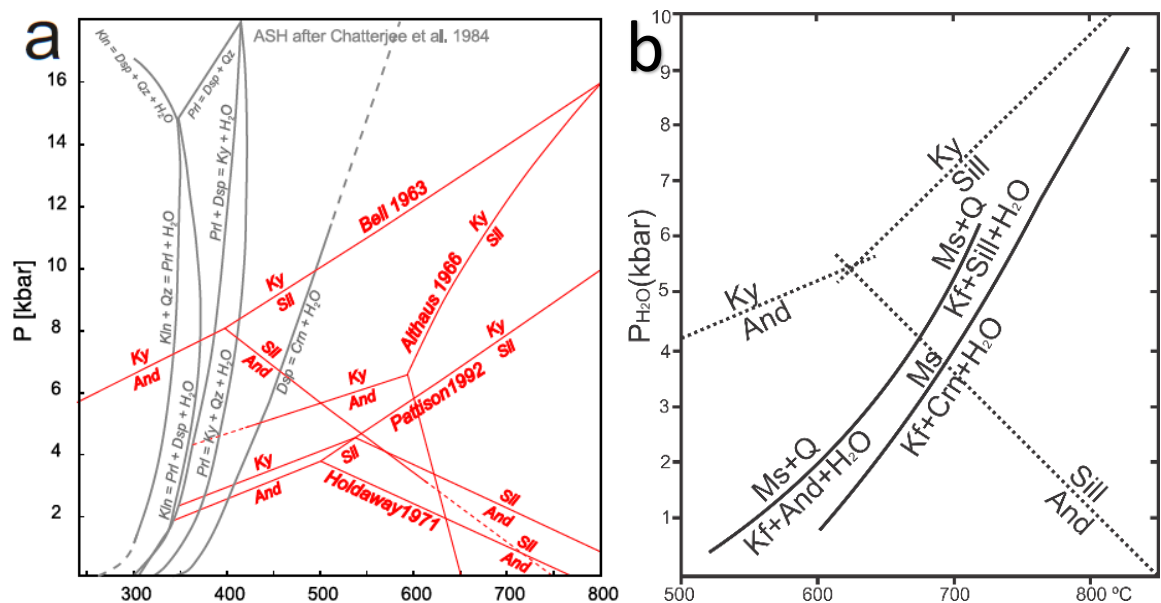 a
ASH after Chatterjee et al. 1984
Kln = Dsp + Qz + H₂O
Prl = Dsp + Qz
Kln + Qz = Prl + H₂O
Prl + Dsp = Ky + H₂O
Kln = Prl + Dsp + H₂O
Prl = Ky + Qz + H₂O
Dsp = Crn + H₂O
Bell 1963
Ky
Sil
Ky
And
Sil
And
Althaus 1966
Ky
Sil
Ky
And
Pattison1992
Ky
Sil
Ky
And
Sil
Sil
And
Holdaway1971
Sil
And
P [kbar]
16
14
12
10
8
6
4
2
300
400
500
600
700
800
b
P_H₂O(kbar)
10
9
8
7
6
5
4
3
2
1
Ky
Sill
Ky
And
Ms+Q
Kf+Sill+H₂O
Ms
Kf+Crn+H₂O
Ms+Q
Kf+And+H₂O
Sill
And
500
600
700
800 ºC